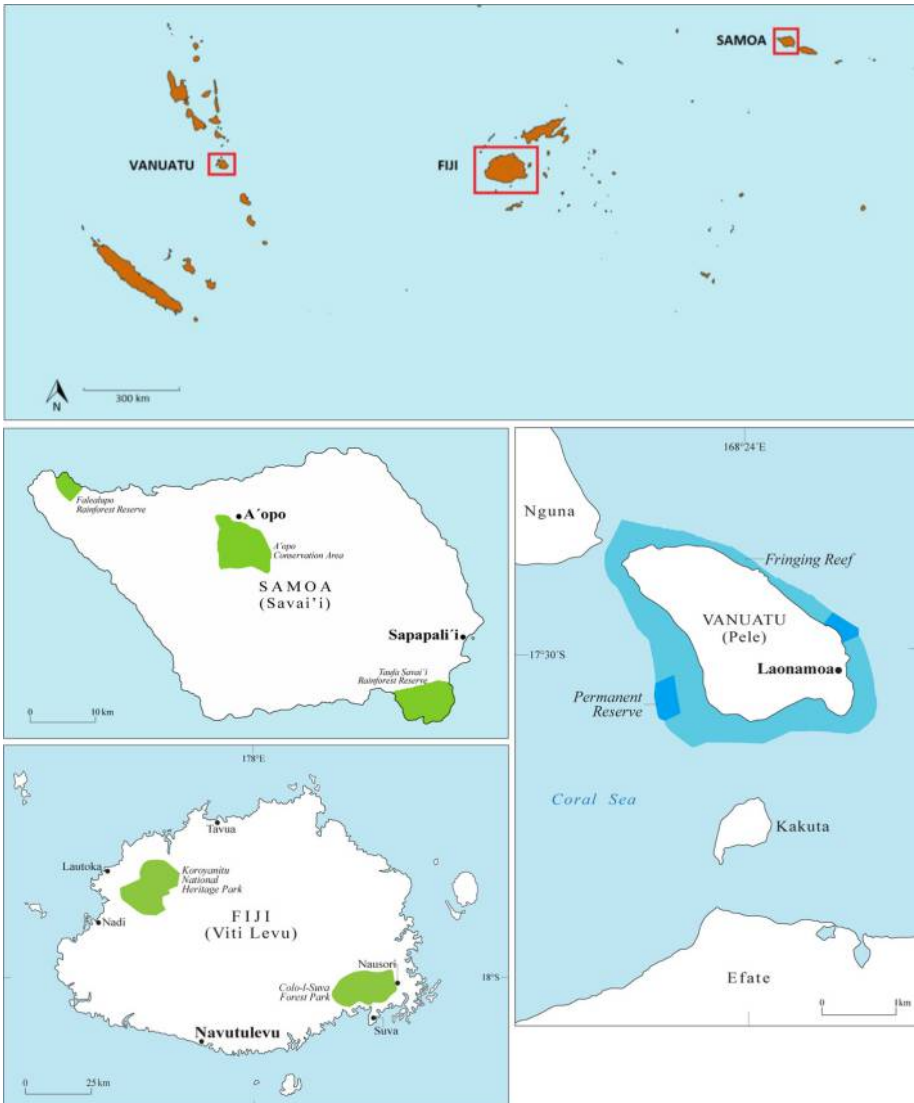 SAMOA
VANUATU
FIJI
N
300 km
Falealupo
Rainforest Reserve
A´opo
A´opo
Conservation Area
SAMOA
(Savai’i)
Sapapali´i
Taufa Savai´i
Rainforest Reserve
0
10 km
168°24´E
Nguna
Fringing Reef
VANUATU
(Pele)
17°30´S
Laonamoa
Permanent
Reserve
Coral Sea
Kakuta
Efate
0
1km
178°E
Tavua
Lautoka
Koroyanitu
National
Heritage Park
FIJI
(Viti Levu)
Nadi
Nausori
18°S
Colo-I-Suva
Forest Park
Suva
Navutulevu
0
25 km